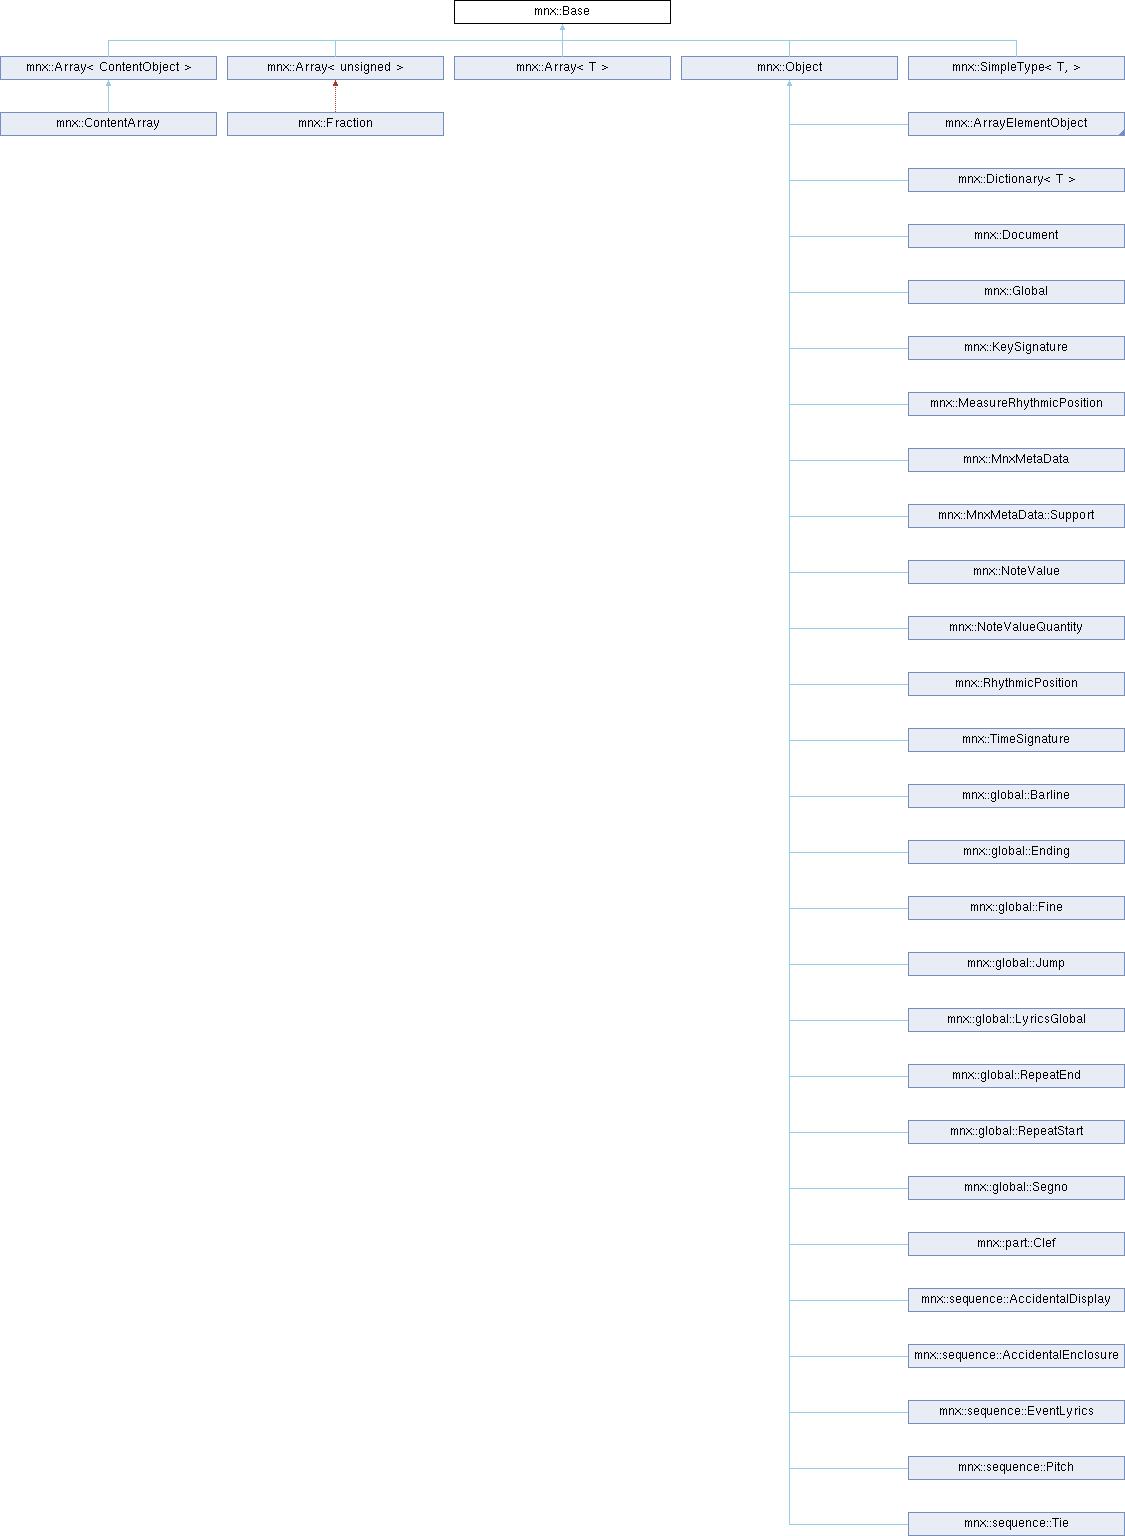 mnx::Base
mnx::Array< ContentObject >
mnx::Array< unsigned >
mnx::Array< T >
mnx::Object
mnx::SimpleType< T, >
mnx::ContentArray
mnx::Fraction
mnx::ArrayElementObject
mnx::Dictionary< T >
mnx::Document
mnx::Global
mnx::KeySignature
mnx::MeasureRhythmicPosition
mnx::MnxMetaData
mnx::MnxMetaData::Support
mnx::NoteValue
mnx::NoteValueQuantity
mnx::RhythmicPosition
mnx::TimeSignature
mnx::global::Barline
mnx::global::Ending
mnx::global::Fine
mnx::global::Jump
mnx::global::LyricsGlobal
mnx::global::RepeatEnd
mnx::global::RepeatStart
mnx::global::Segno
mnx::part::Clef
mnx::sequence::AccidentalDisplay
mnx::sequence::AccidentalEnclosure
mnx::sequence::EventLyrics
mnx::sequence::Pitch
mnx::sequence::Tie